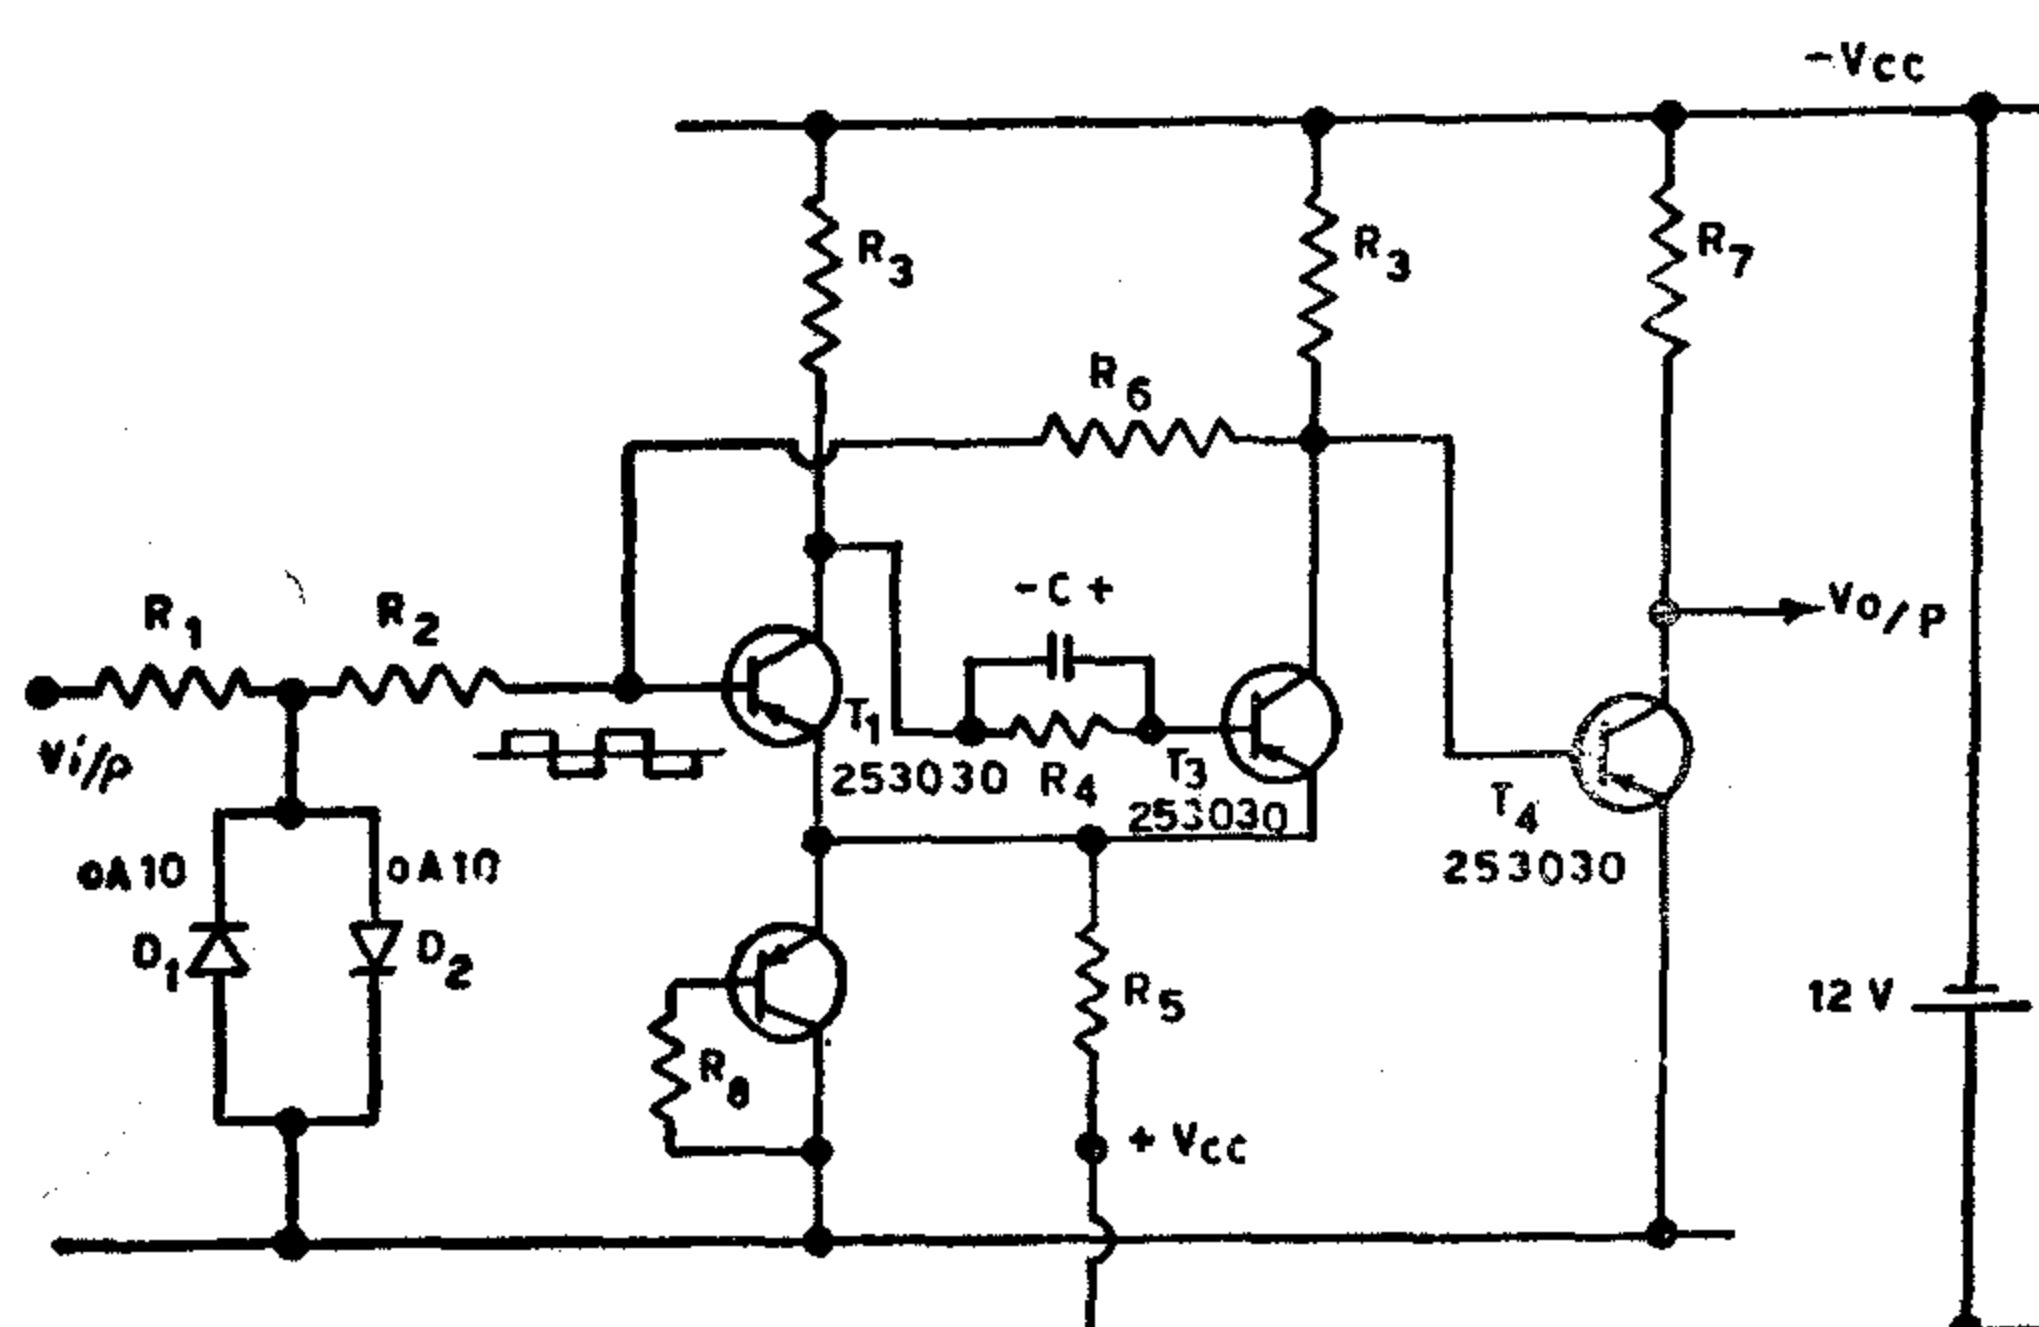 -Vcc
R3
R3
R7
R6
R1
R2
-C+
Vo/p
Vi/p
T1
253030
R4
T3
253030
T4
253030
oA10
oA10
D1
D2
R5
12 V
R8
+ Vcc